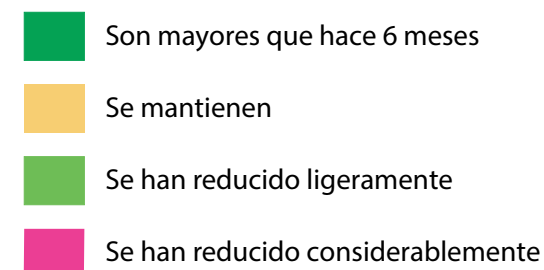 Son mayores que hace 6 meses
Se mantienen
Se han reducido ligeramente
Se han reducido considerablemente